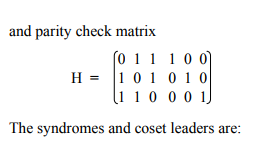 and parity check matrix
⎡0 1 1 1 0 0⎤
H = ⎢1 0 1 0 1 0⎥
⎣1 1 0 0 0 1⎦
The syndromes and coset leaders are: